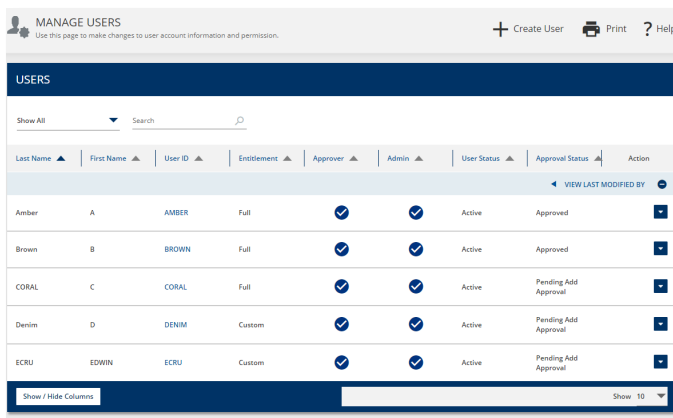 MANAGE USERS
Use this page to make changes to user account information and permission.
Create User Print ? Help
USERS
Show All Search
Last Name First Name User ID Entitlement Approver Admin User Status Approval Status Action
VIEW LAST MODIFIED BY
Amber A AMBER Full Active Approved
Brown B BROWN Full Active Approved
CORAL C CORAL Full Active Pending Add
Approval
Denim D DENIM Custom Active Pending Add
Approval
ECRU EDWIN ECRU Custom Active Pending Add
Approval
Show / Hide Columns Show 10